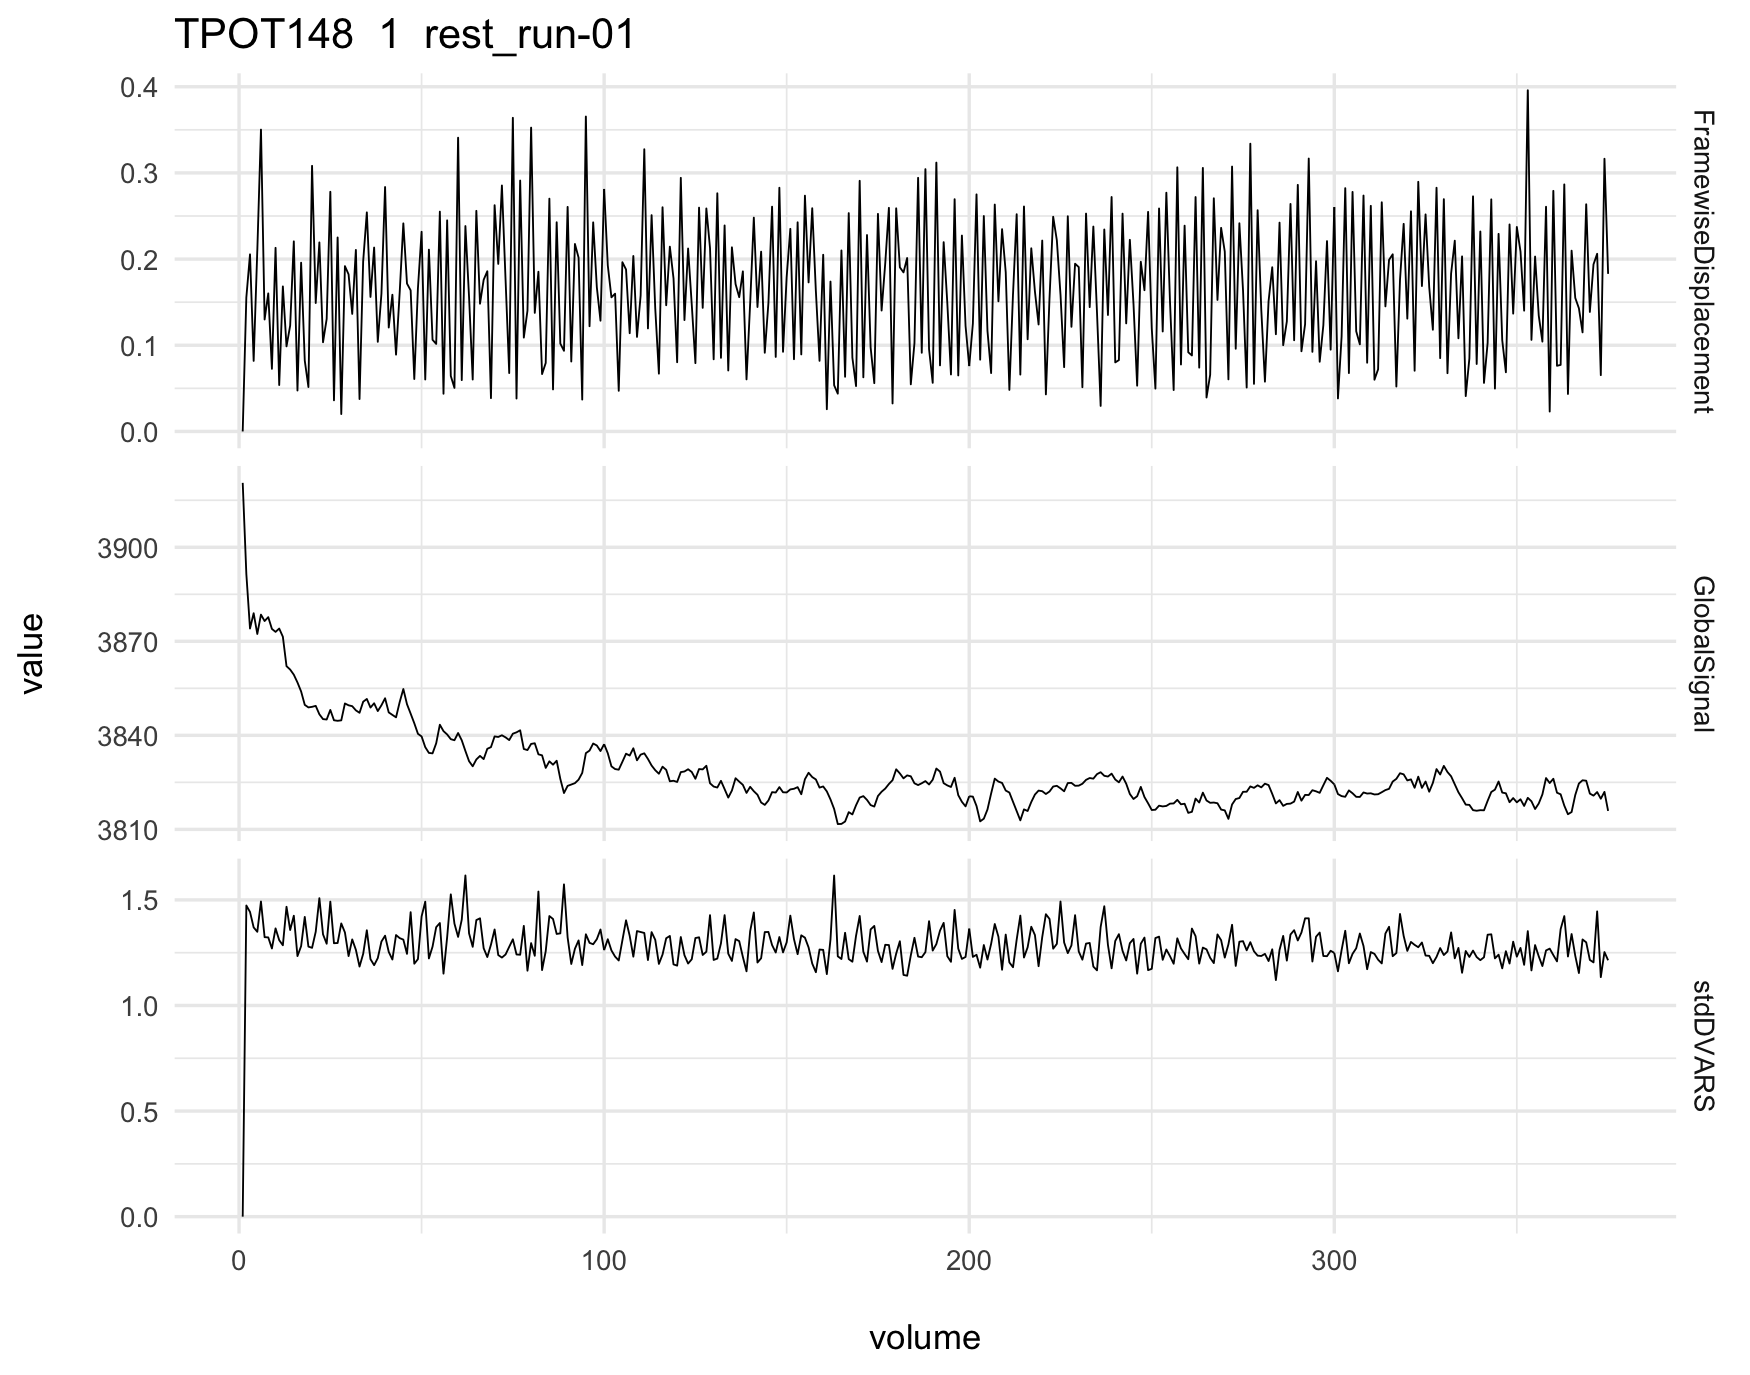 TPOT148 1 rest_run-01
0.4
0.3
0.2
0.1
0.0
FramewiseDisplacement
3900
3870
3840
3810
GlobalSignal
value
1.5
1.0
0.5
0.0
stdDVARS
0 100 200 300
volume